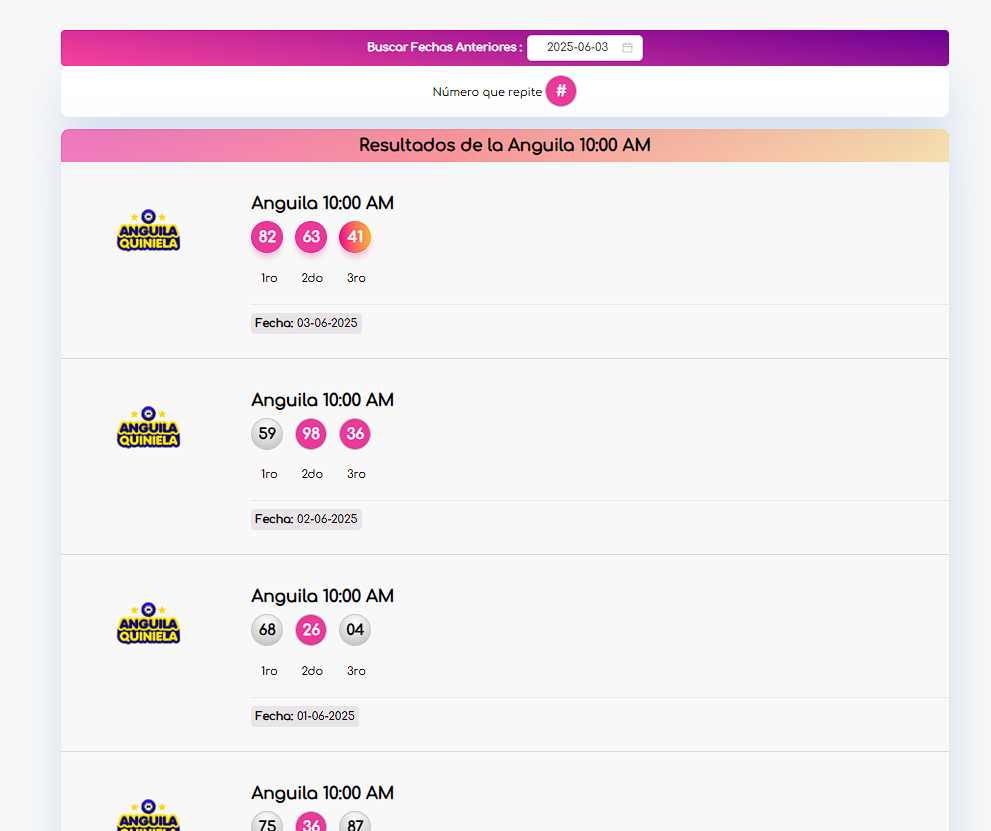 Buscar Fechas Anteriores : 2025-06-03
Número que repite #
Resultados de la Anguila 10:00 AM
Anguila 10:00 AM
ANGUILA
QUINIELA
82 63 41
1ro 2do 3ro
Fecha: 03-06-2025
Anguila 10:00 AM
ANGUILA
QUINIELA
59 98 36
1ro 2do 3ro
Fecha: 02-06-2025
Anguila 10:00 AM
ANGUILA
QUINIELA
68 26 04
1ro 2do 3ro
Fecha: 01-06-2025
Anguila 10:00 AM
ANGUILA
QUINIELA
75 36 87